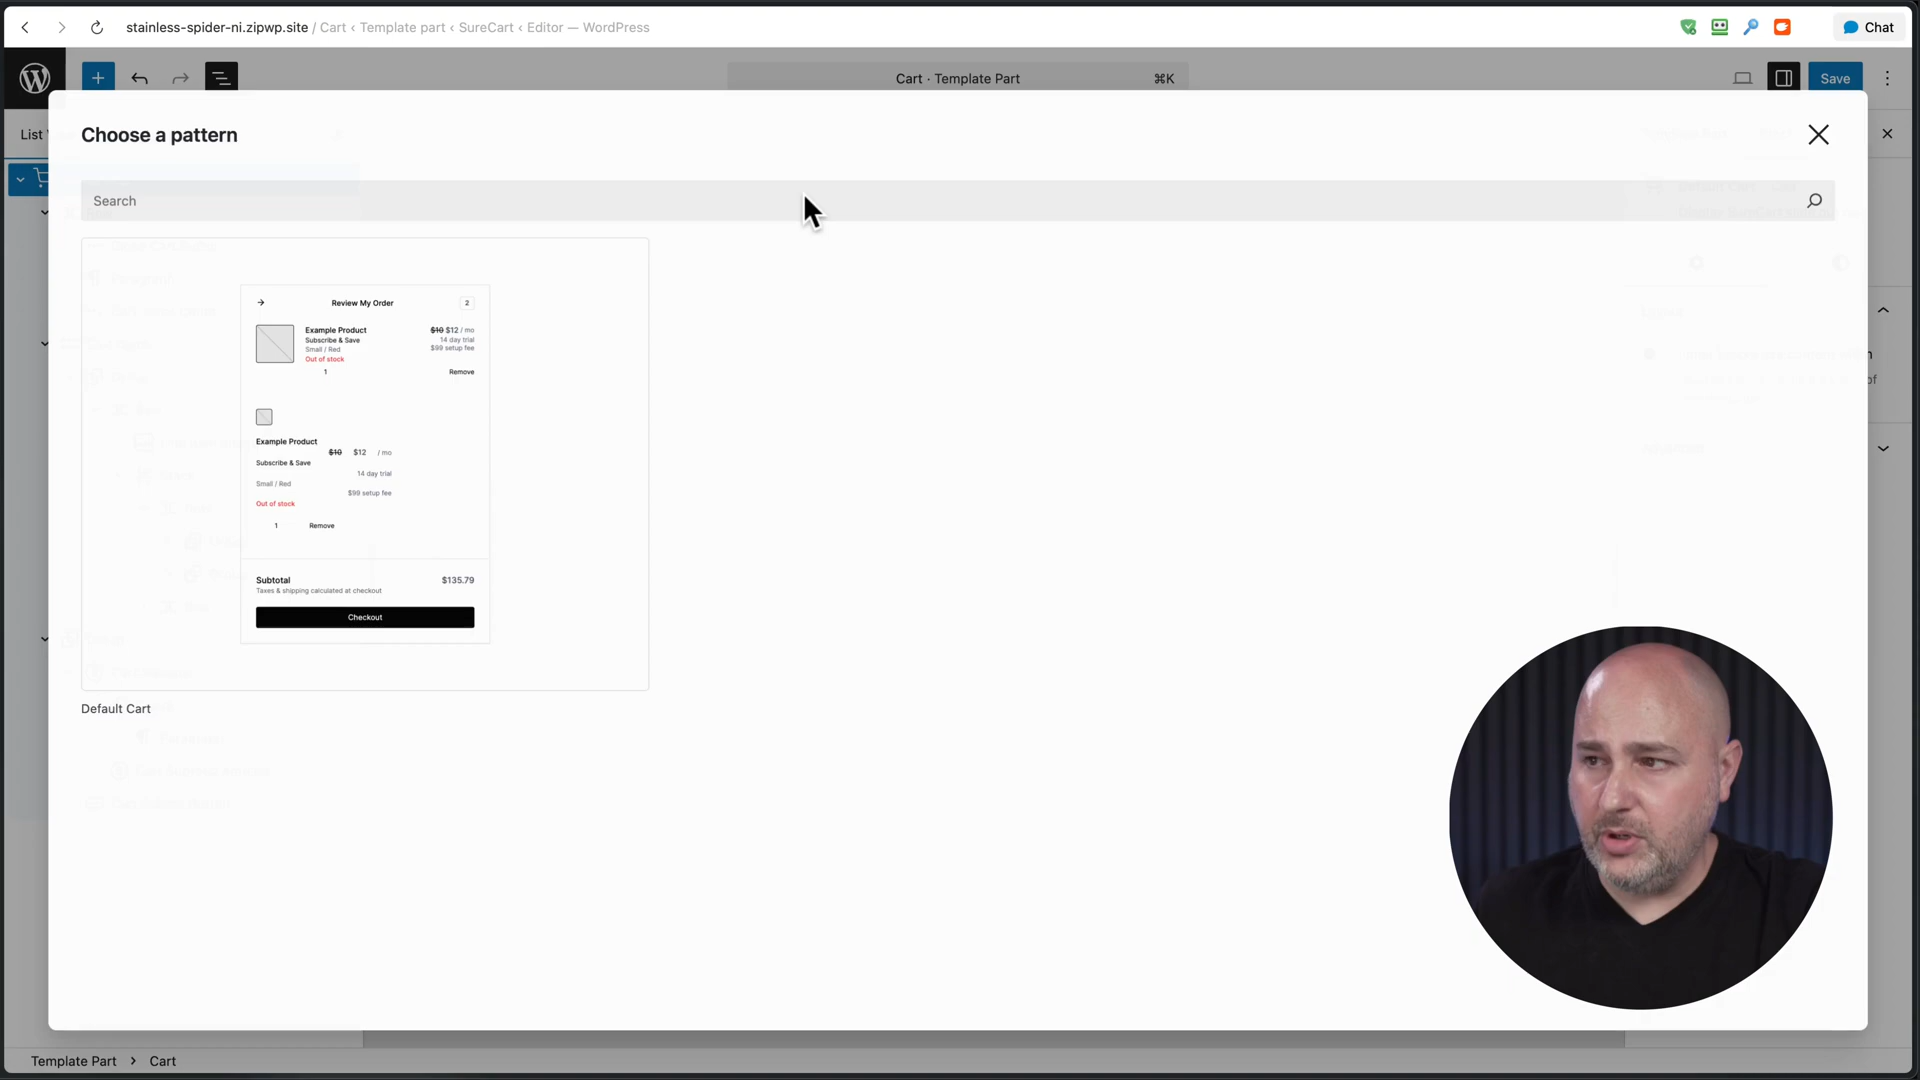 stainless-spider-ni.zipwp.site / Cart ‹ Template part ‹ SureCart ‹ Editor — WordPress
Chat
Cart · Template Part
⌘K
Save
List
Choose a pattern
Search
Review My Order
2
Example Product
$10 $12 / mo
Subscribe & Save
14 day trial
Small / Red
$99 setup fee
Out of stock
1
Remove
Example Product
$10 $12 / mo
Subscribe & Save
14 day trial
Small / Red
$99 setup fee
Out of stock
1
Remove
Subtotal
$135.79
Taxes & shipping calculated at checkout
Checkout
Default Cart
Template Part > Cart